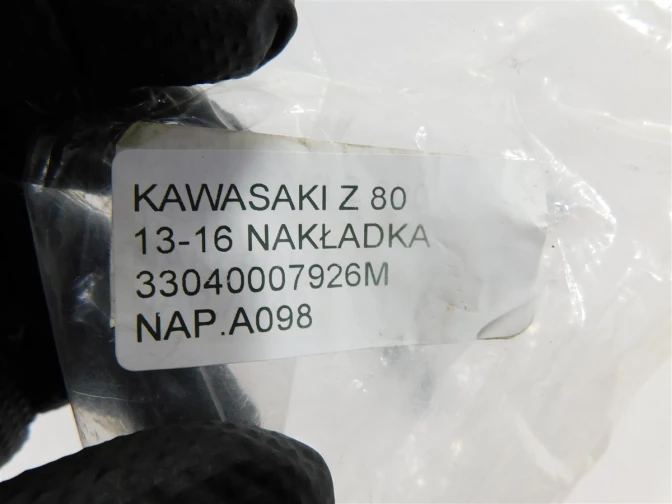 KAWASAKI Z 80
13-16 NAKŁADKA
33040007926M
NAP.A098